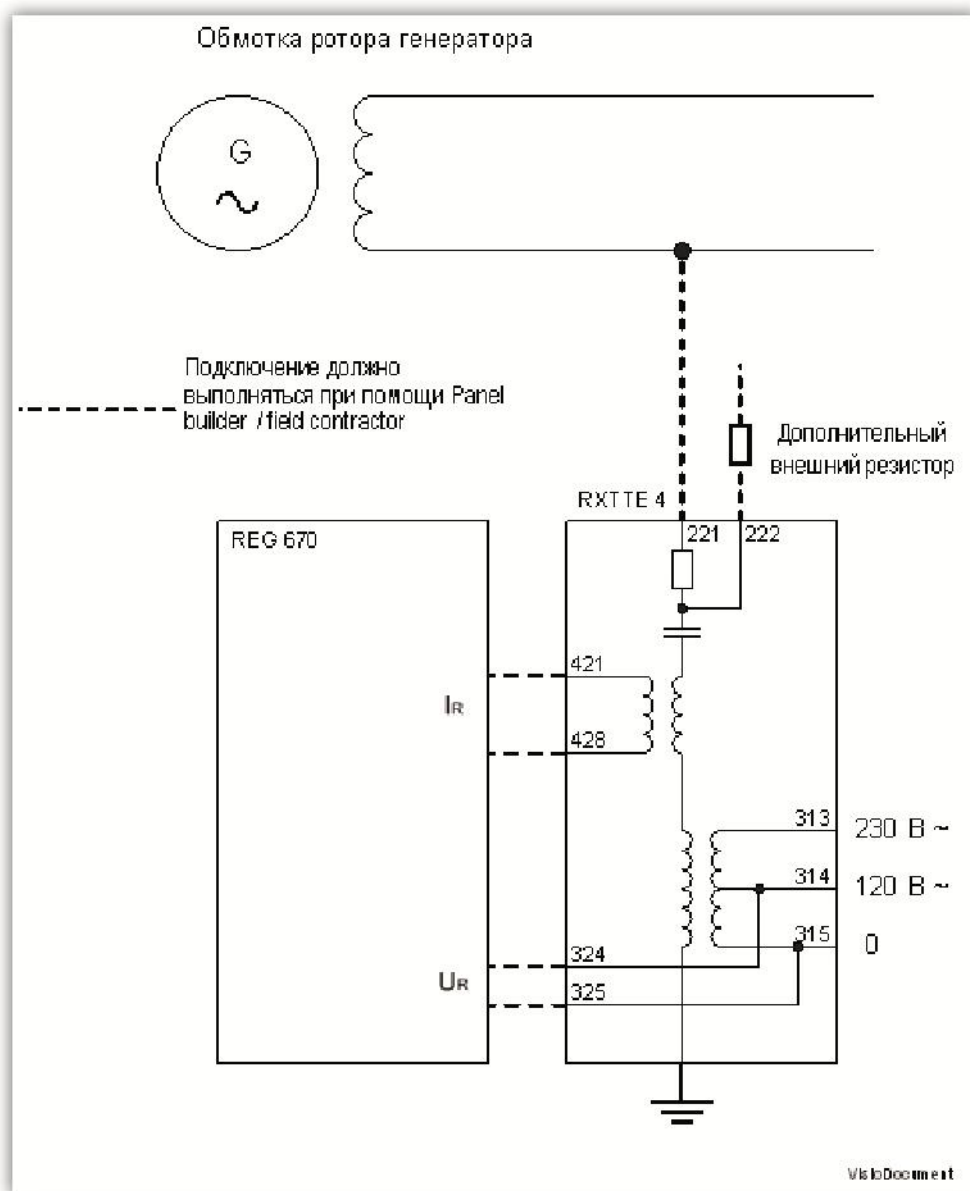 Обмотка ротора генератора
G
Подключение должно
выполняться при помощи Panel
builder / field contractor
Дополнительный
внешний резистор
RXTTE 4
REG 670
221 222
421
IR
428
313 230 В ~
314 120 В ~
315 0
324
UR
325
VisioDocument